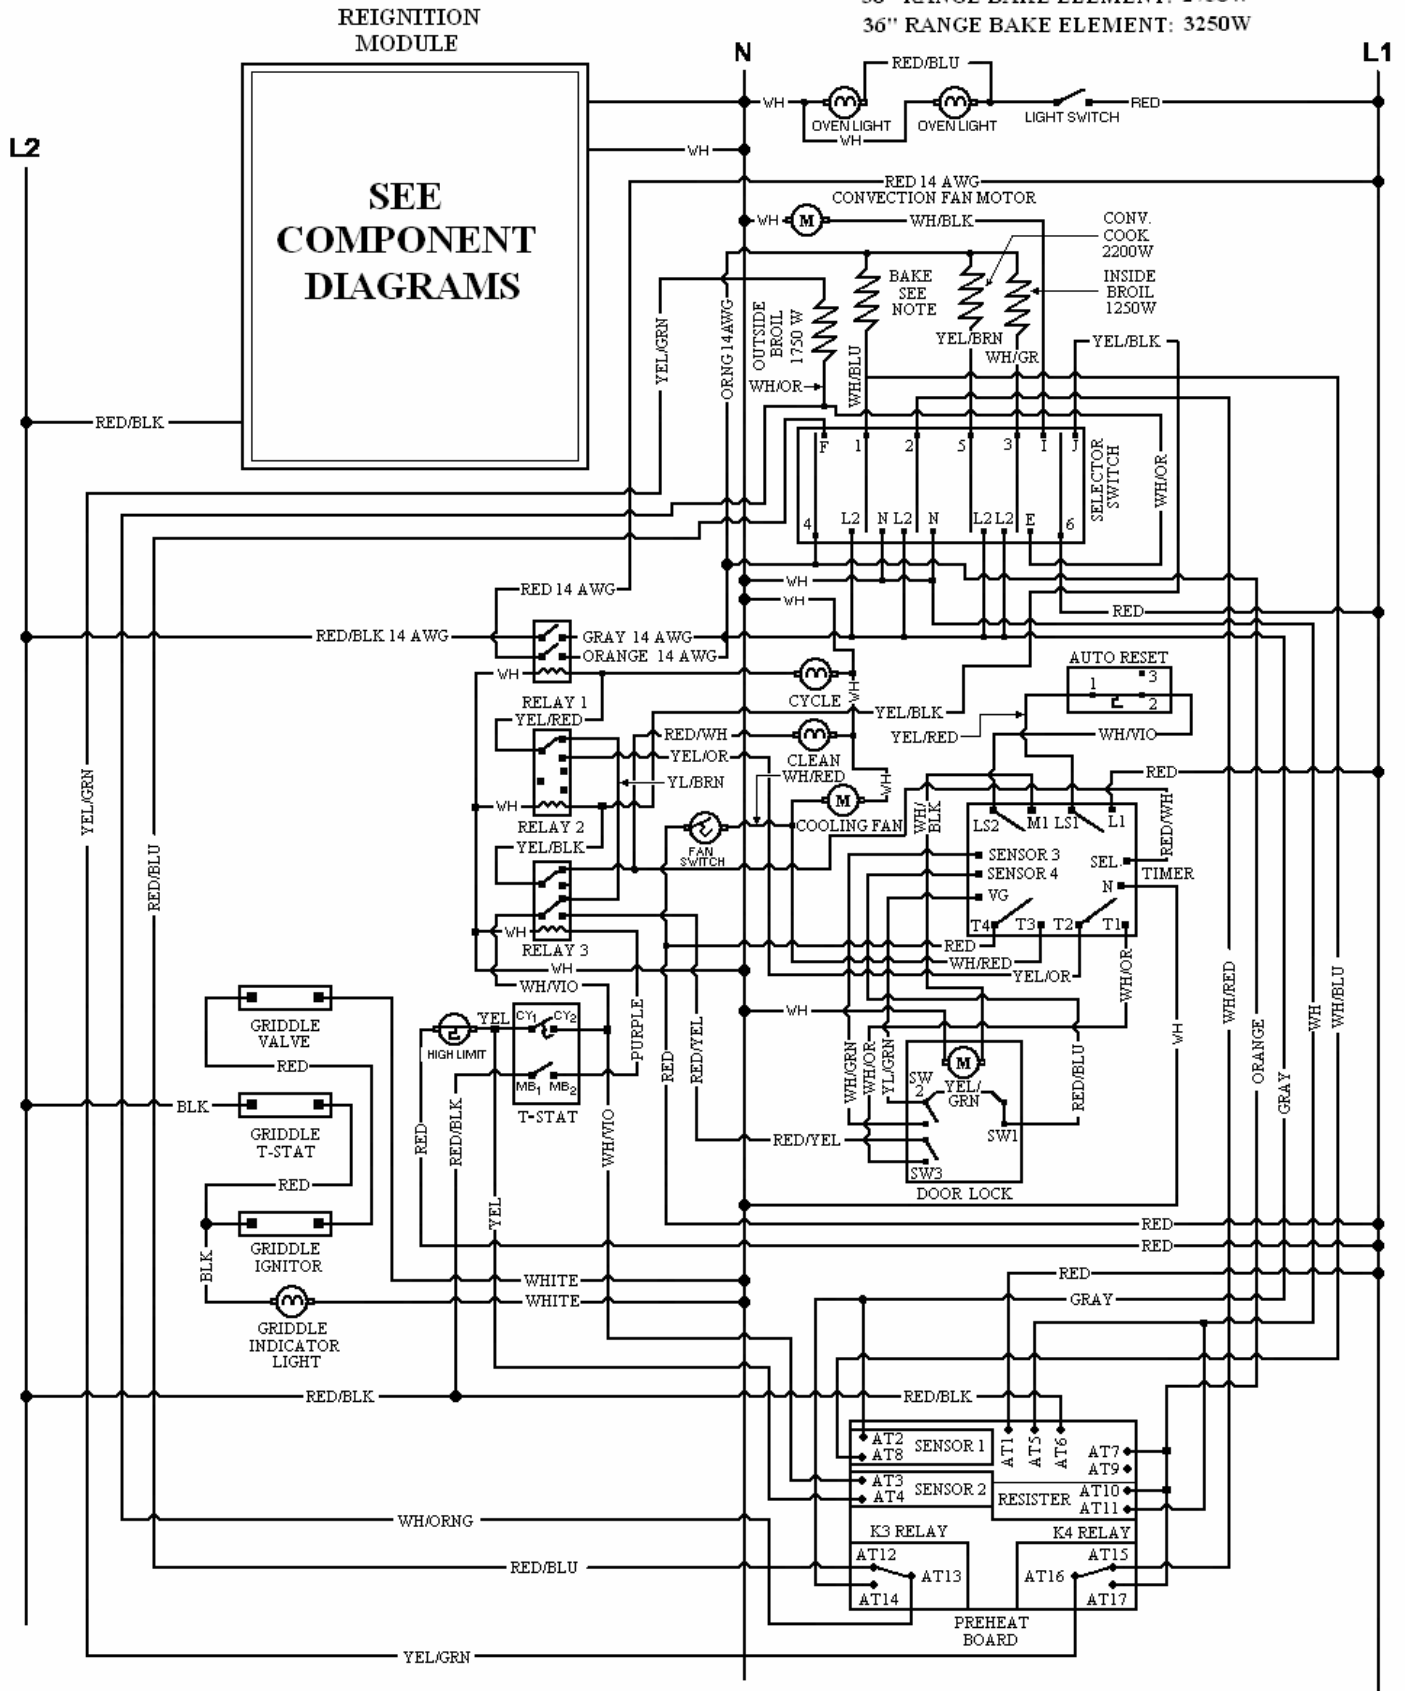 REIGNITION
MODULE
36" RANGE BAKE ELEMENT: 3250W
N
L1
L2
SEE
COMPONENT
DIAGRAMS
RED/BLU
WH
OVEN LIGHT
OVEN LIGHT
WH
LIGHT SWITCH
RED
WH
RED 14 AWG
CONVECTION FAN MOTOR
WH
M
WH/BLK
CONV.
COOK
2200W
BAKE
SEE
NOTE
INSIDE
BROIL
1250W
YEL/GRN
ORNG 14AWG
OUTSIDE
BROIL
1750 W
WH/OR
WH/BLU
YEL/BRN
WH/GR
YEL/BLK
RED/BLK
F
1
2
5
3
I
J
SELECTOR
SWITCH
WH/OR
4
L2
N
L2
N
L2
L2
E
6
RED 14 AWG
WH
WH
RED
RED/BLK 14 AWG
GRAY 14 AWG
ORANGE 14 AWG
WH
RELAY 1
CYCLE
WH
AUTO RESET
1
3
2
YEL/RED
YEL/BLK
YEL/RED
WH/VIO
RED/WH
CLEAN
YEL/OR
WH/RED
YL/BRN
WH
RELAY 2
M
COOLING FAN
WH
WH/
BLK
RED
LS2
M1
LS1
L1
RED/WH
YEL/GRN
RED/BLU
YEL/BLK
FAN
SWITCH
SENSOR 3
SENSOR 4
VG
SEL.
TIMER
N
T4
T3
T2
T1
WH
RELAY 3
RED
WH/RED
YEL/OR
WH/OR
WH
WH/VIO
GRIDDLE
VALVE
RED
YEL
HIGH LIMIT
CY1
CY2
MB1
MB2
T-STAT
PURPLE
RED
RED/YEL
WH
WH/GRN
WH/OR
YL/GRN
M
SW
2
YEL/
GRN
SW1
SW3
DOOR LOCK
RED/BLU
WH
WH/RED
ORANGE
GRAY
WH
WH/BLU
BLK
GRIDDLE
T-STAT
RED
RED
RED/BLK
WH/VIO
RED/YEL
YEL
GRIDDLE
IGNITOR
BLK
RED
RED
WHITE
WHITE
RED
GRAY
GRIDDLE
INDICATOR
LIGHT
RED/BLK
RED/BLK
AT2
AT8
SENSOR 1
AT1
AT5
AT6
AT7
AT9
AT3
AT4
SENSOR 2
RESISTER
AT10
AT11
WH/ORNG
K3 RELAY
K4 RELAY
RED/BLU
AT12
AT13
AT14
AT15
AT16
AT17
PREHEAT
BOARD
YEL/GRN